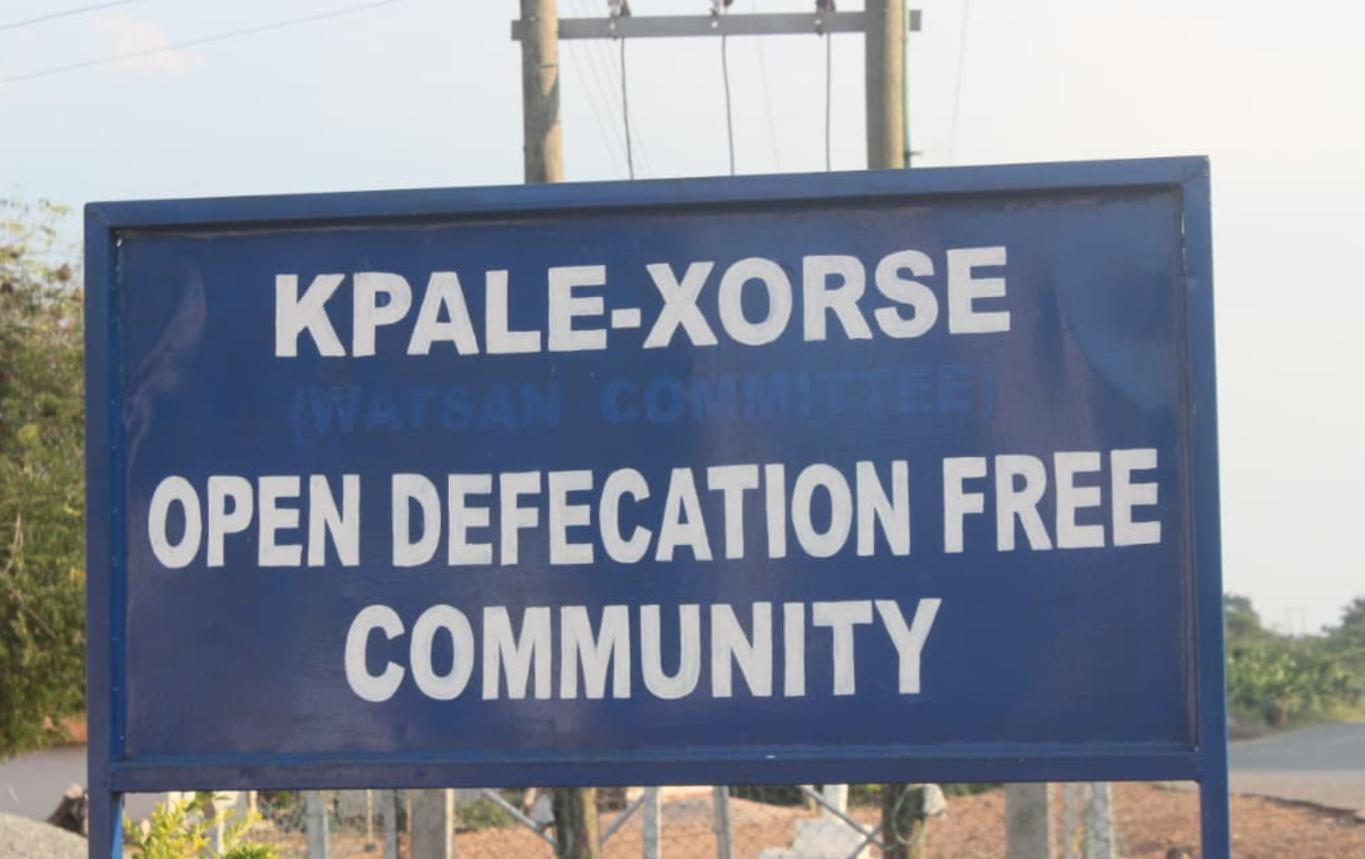 KPALE-XORSE
(WATSAN COMMITTEE)
OPEN DEFECATION FREE
COMMUNITY